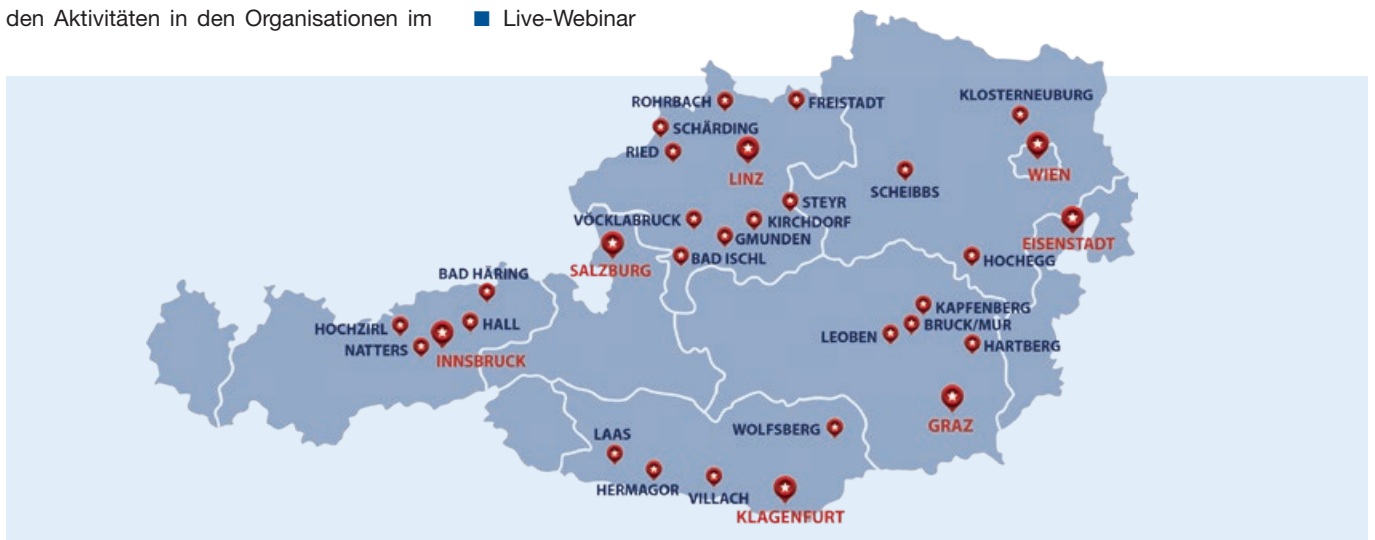 den Aktivitäten in den Organisationen im
Live-Webinar
KLOSTERNEUBURG
ROHRBACH
FREISTADT
SCHÄRDING
RIED
LINZ
WIEN
SCHEIBBS
STEYR
VÖCKLABRUCK
KIRCHDORF
GMUNDEN
EISENSTADT
BAD ISCHL
HOCHEGG
SALZBURG
BAD HÄRING
KAPFENBERG
HOCHZIRL
HALL
BRUCK/MUR
LEOBEN
HARTBERG
NATTERS
INNSBRUCK
GRAZ
WOLFSBERG
LAAS
HERMAGOR
VILLACH
KLAGENFURT